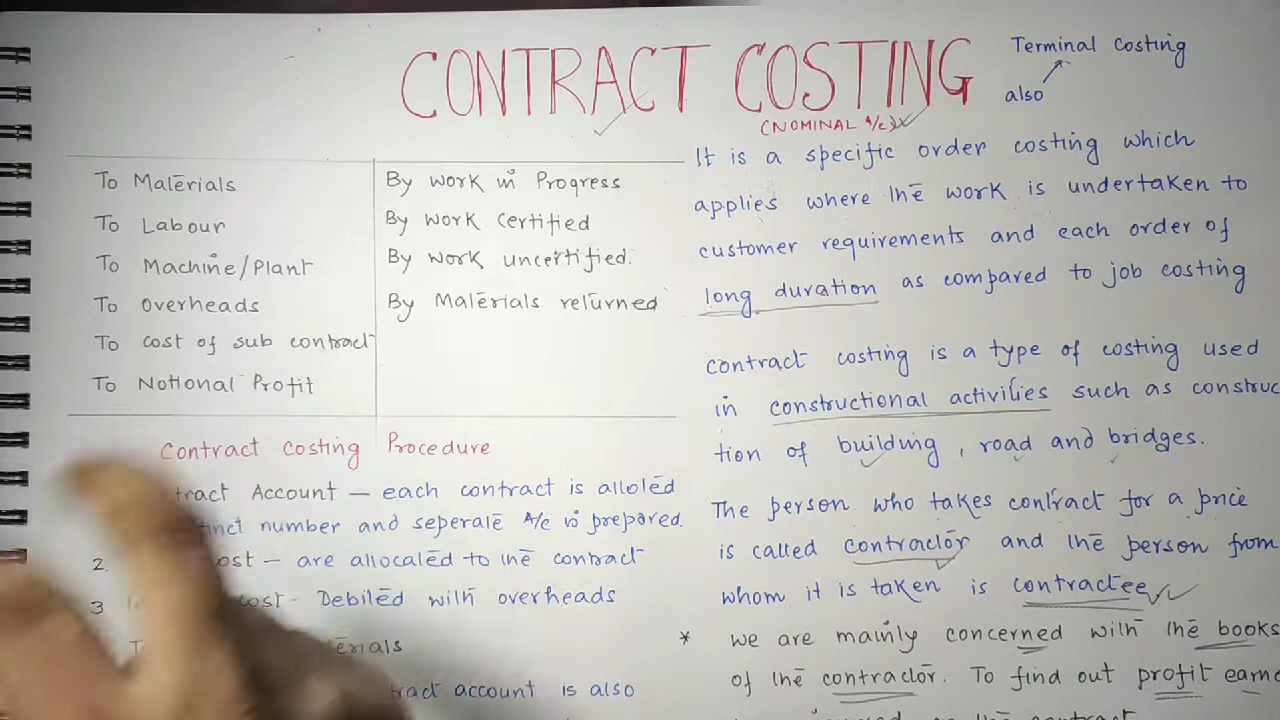 CONTRACT COSTING
Terminal costing
also
(NOMINAL A/c)
To Materials
To Labour
To Machine/Plant
To overheads
To cost of sub contract
To Notional Profit
By work in Progress
By work certified
By work uncertified.
By Materials returned
contract costing Procedure
tract Account — each contract is alloted
nct number and seperate A/c is prepared.
2. ost — are allocated to the contract
3 cost - Debited with overheads
erials
ract account is also
It is a specific order costing which
applies where the work is undertaken to
customer requirements and each order of
long duration as compared to job costing
contract costing is a type of costing used
in constructional activities such as construc
tion of building, road and bridges.
The person who takes contract for a price
is called contractor and the person from
whom it is taken is contractee
* we are mainly concerned with the books
of the contractor. To find out profit earne